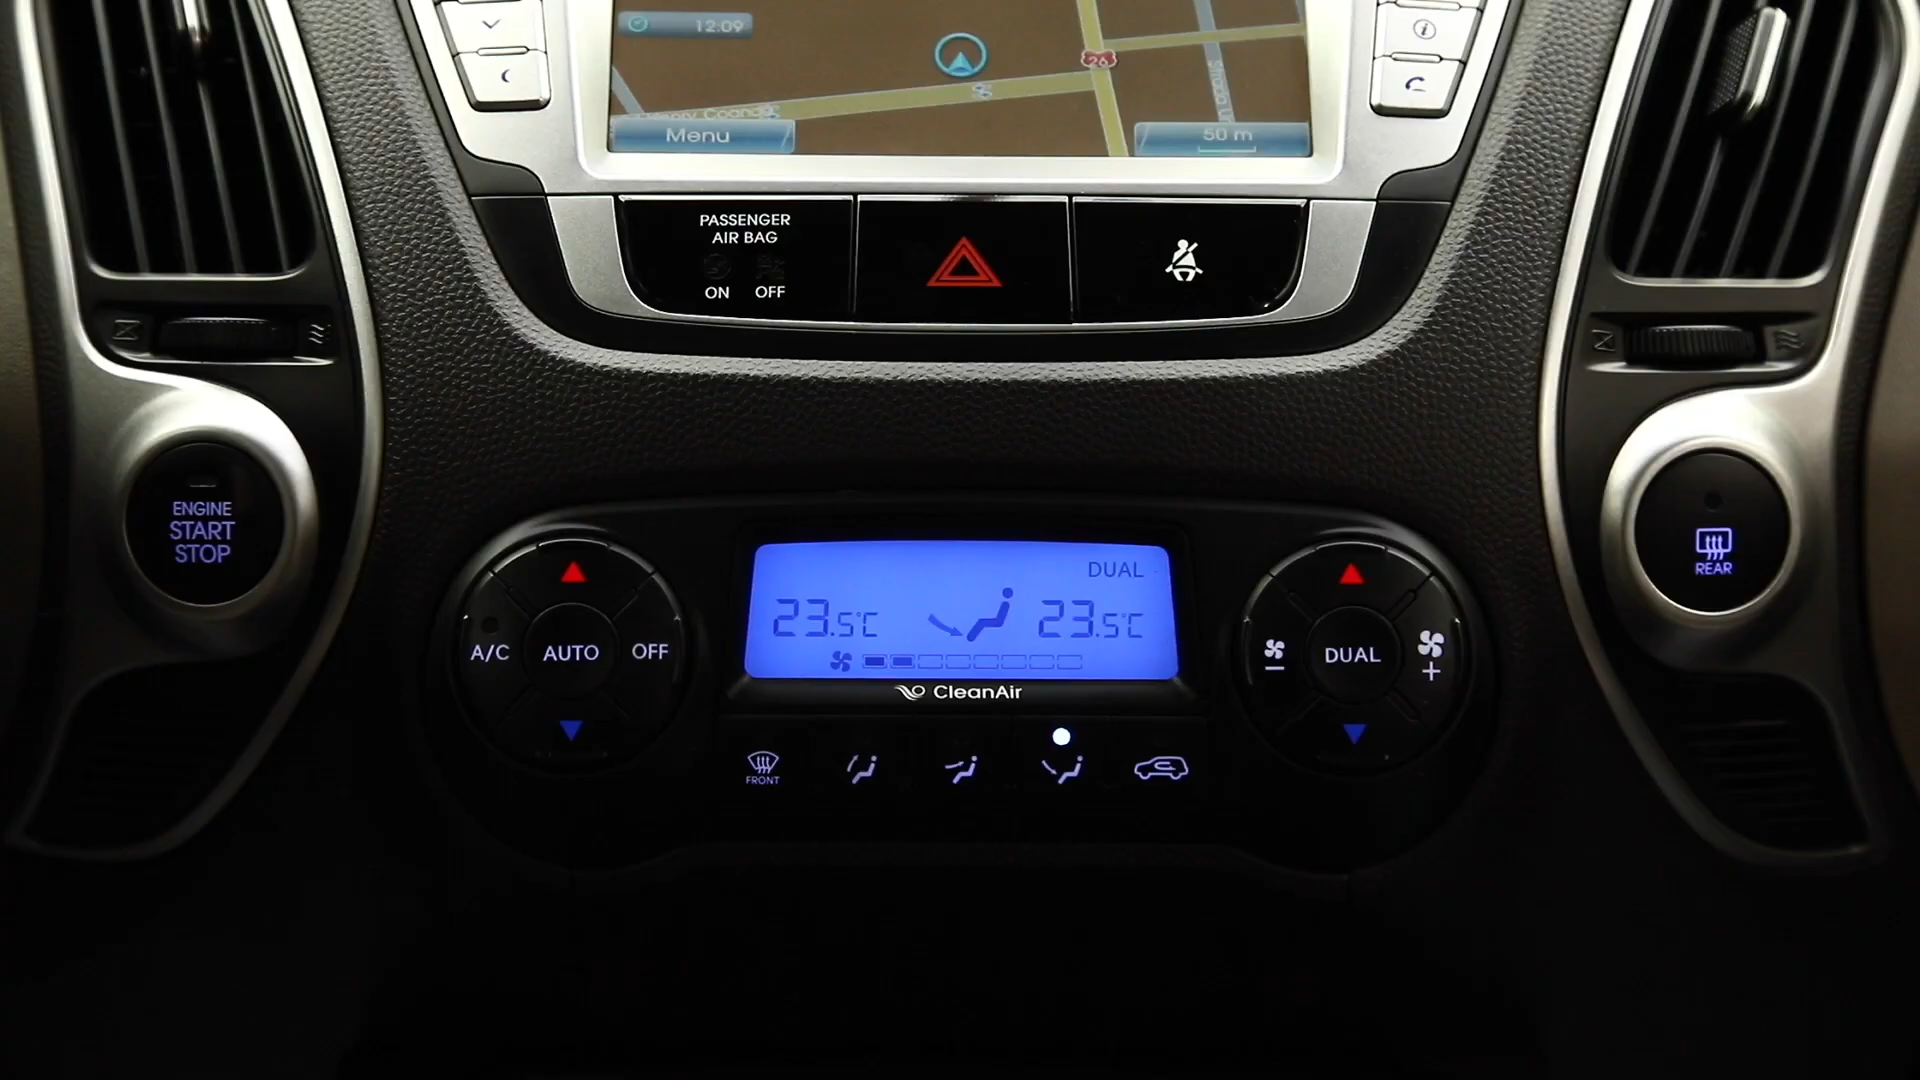 12:09
26
Menu
50 m
PASSENGER
AIR BAG
ON OFF
ENGINE
START
STOP
REAR
A/C
AUTO
OFF
DUAL
23.5°C
23.5°C
CleanAir
DUAL
FRONT